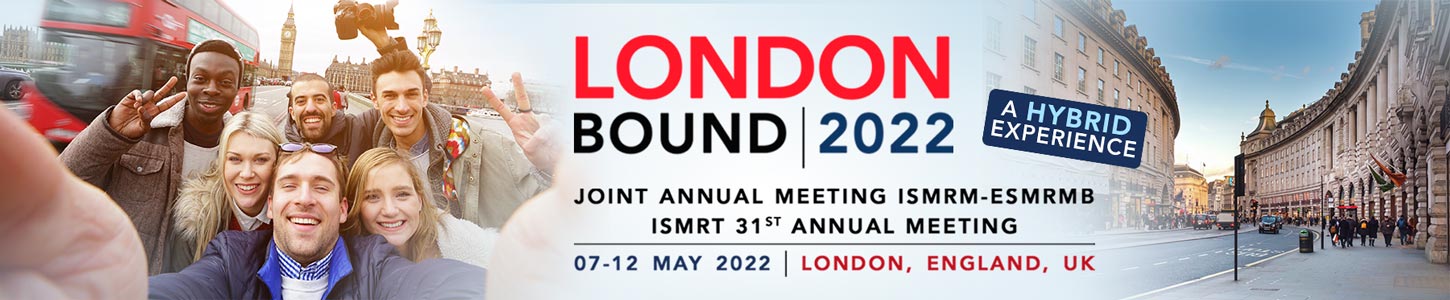 LONDON
BOUND | 2022
A HYBRID
EXPERIENCE
JOINT ANNUAL MEETING ISMRM-ESMRMB
ISMRT 31ST ANNUAL MEETING
07-12 MAY 2022 | LONDON, ENGLAND, UK